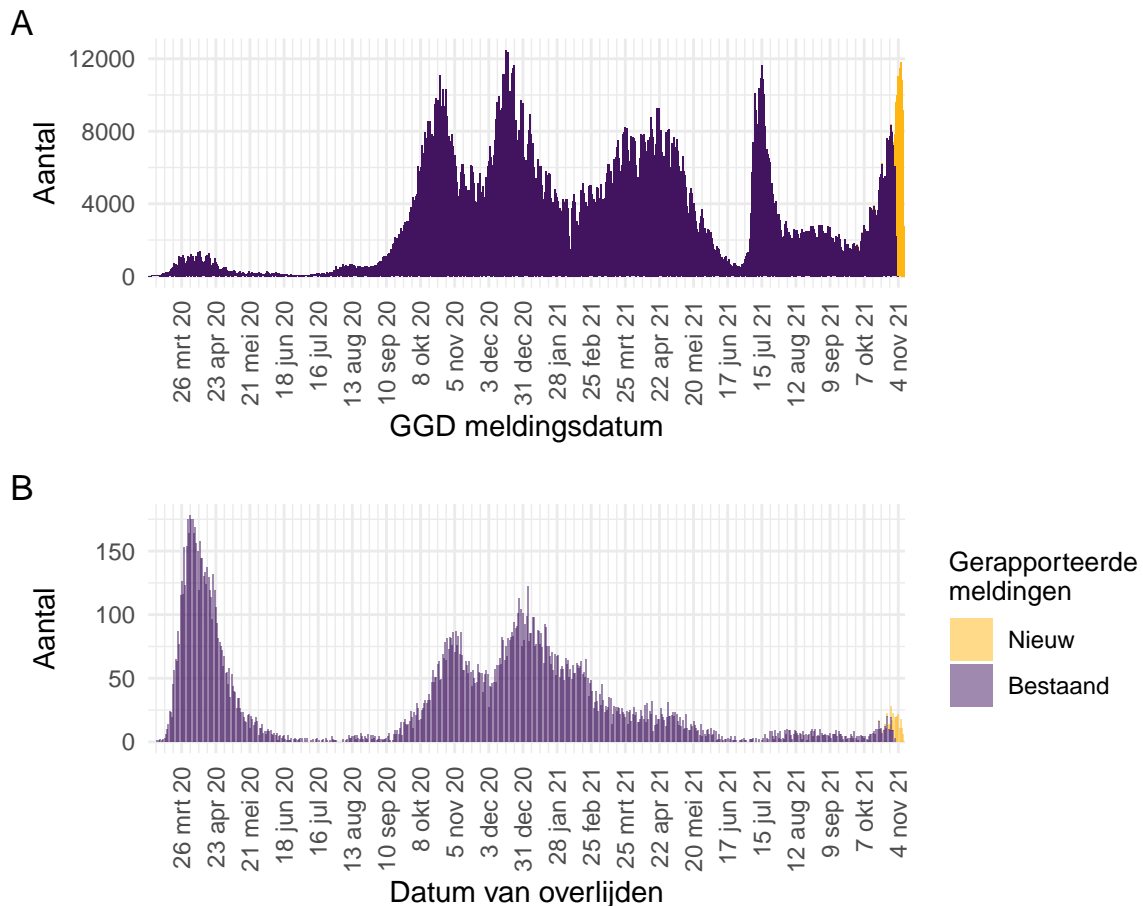 A
12000
8000
4000
0
Aantal
26 mrt 20
23 apr 20
21 mei 20
18 jun 20
16 jul 20
13 aug 20
10 sep 20
8 okt 20
5 nov 20
3 dec 20
31 dec 20
28 jan 21
25 feb 21
25 mrt 21
22 apr 21
20 mei 21
17 jun 21
15 jul 21
12 aug 21
9 sep 21
7 okt 21
4 nov 21
GGD meldingsdatum
B
150
100
50
0
Aantal
26 mrt 20
23 apr 20
21 mei 20
18 jun 20
16 jul 20
13 aug 20
10 sep 20
8 okt 20
5 nov 20
3 dec 20
31 dec 20
28 jan 21
25 feb 21
25 mrt 21
22 apr 21
20 mei 21
17 jun 21
15 jul 21
12 aug 21
9 sep 21
7 okt 21
4 nov 21
Datum van overlijden
Gerapporteerde
meldingen
Nieuw
Bestaand